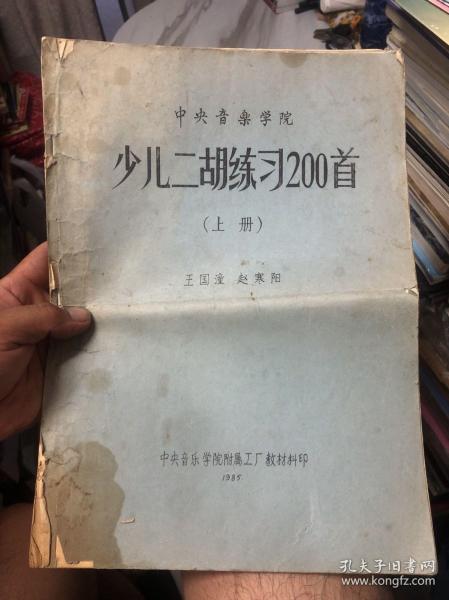 中央音乐学院
少儿二胡练习200首
（上册）
王国潼 赵寒阳
中央音乐学院附属工厂教材料印
1985
孔夫子旧书网
www.kongfz.com